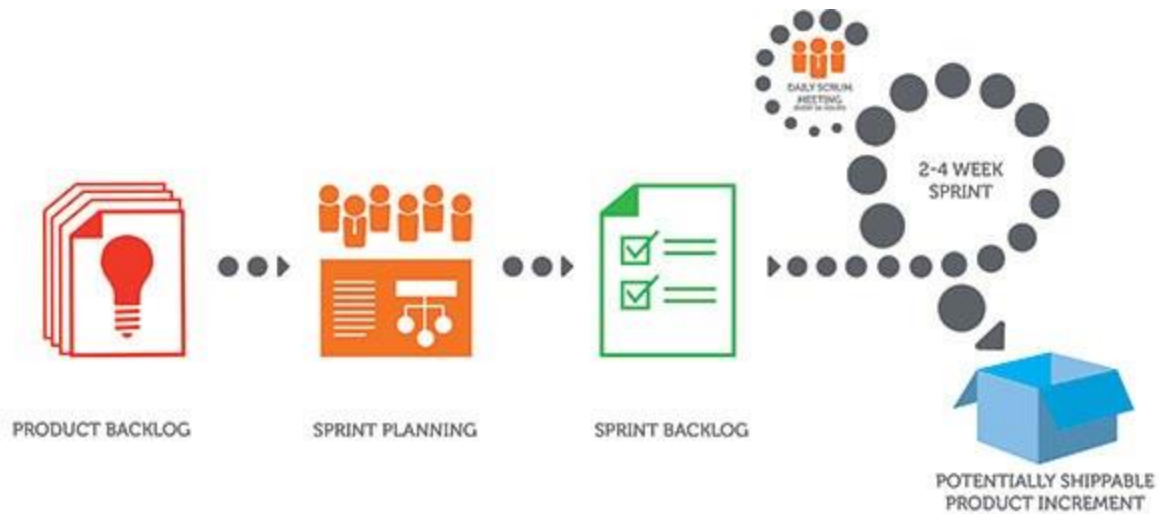 DAILY SCRUM
MEETING
2-4 WEEK
SPRINT
PRODUCT BACKLOG
SPRINT PLANNING
SPRINT BACKLOG
POTENTIALLY SHIPPABLE
PRODUCT INCREMENT